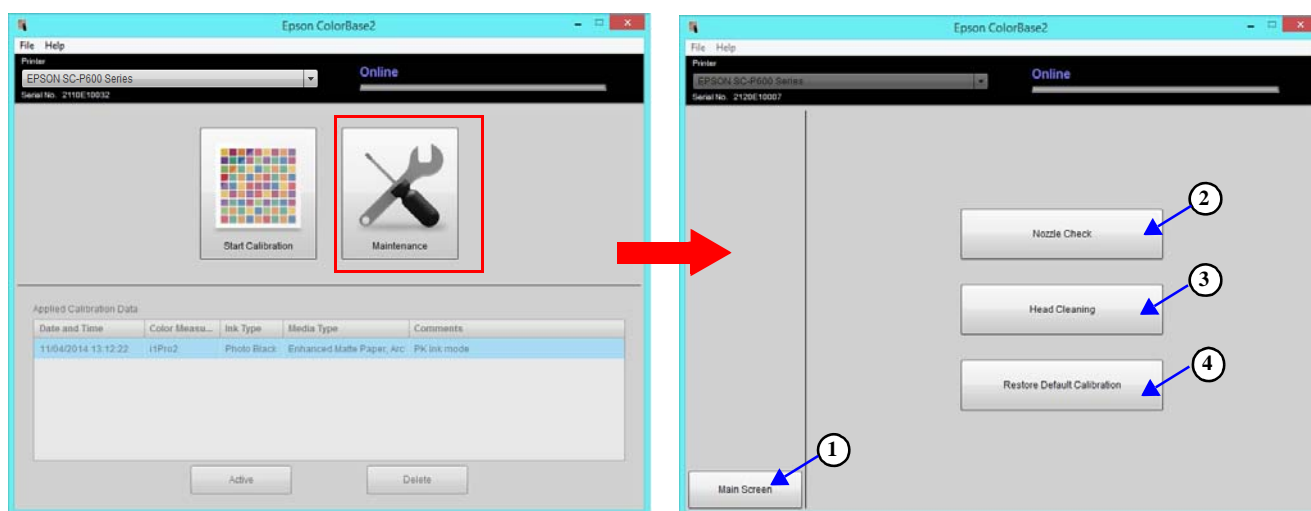 Epson ColorBase2
File Help
Printer
EPSON SC-P600 Series
Online
Serial No. 2110E10032
Start Calibration
Maintenance
Applied Calibration Data
Date and Time Color Measu... Ink Type Media Type Comments
11/04/2014 13:12:22 i1Pro2 Photo Black Enhanced Matte Paper, Arc PK ink mode
Active Delete
Epson ColorBase2
File Help
Printer
EPSON SC-P600 Series
Online
Serial No. 2120E10007
2
Nozzle Check
3
Head Cleaning
4
Restore Default Calibration
1
Main Screen